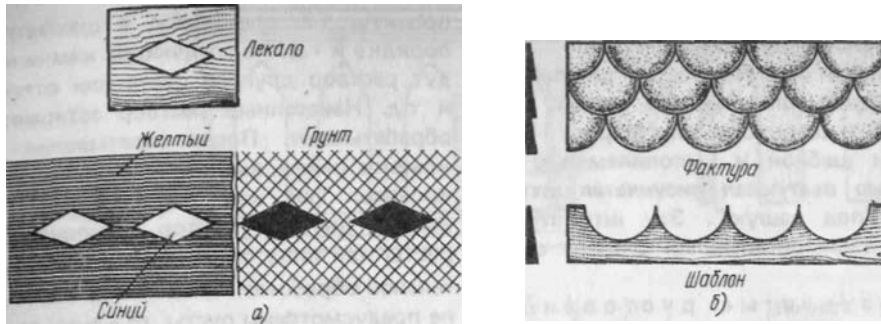 Лекало
Желтый
Грунт
Синий
а)
Фактура
Шаблон
б)